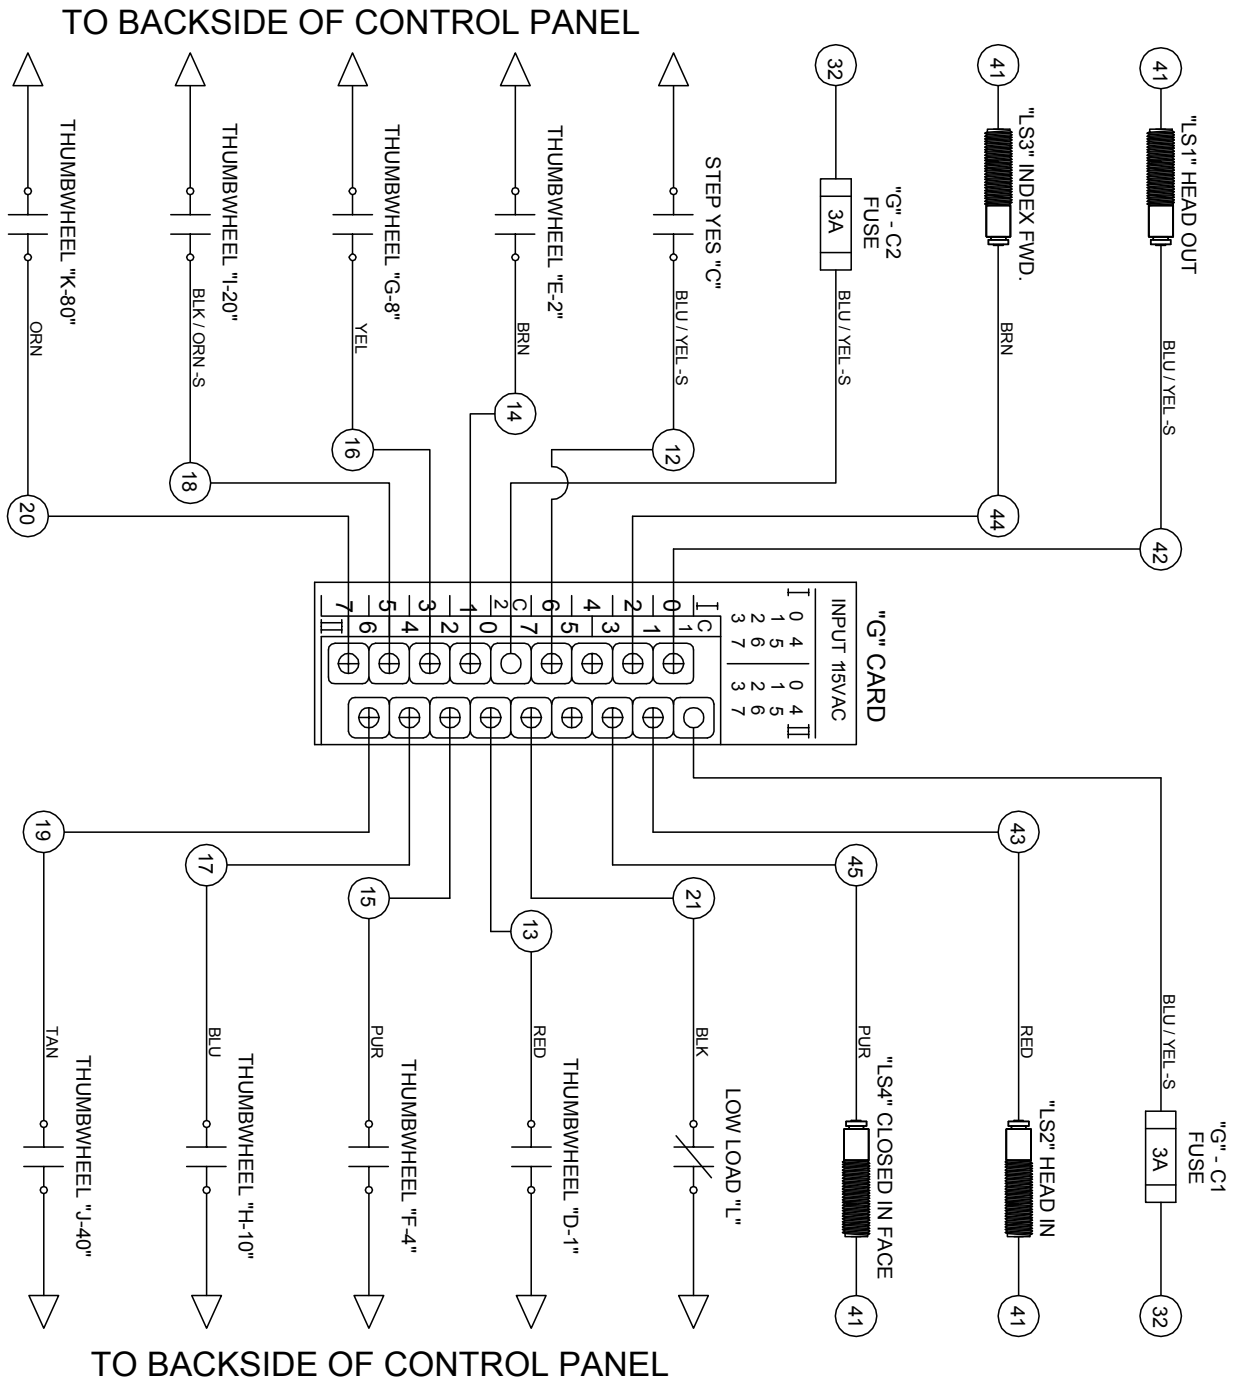 TO BACKSIDE OF CONTROL PANEL
32
41
41
THUMBWHEEL "K-80"
THUMBWHEEL "I-20"
THUMBWHEEL "G-8"
THUMBWHEEL "E-2"
STEP YES "C"
"G" - C2
FUSE
3A
"LS3" INDEX FWD.
"LS1" HEAD OUT
ORN
BLK / ORN -S
YEL
BRN
BLU / YEL -S
BLU / YEL -S
BRN
BLU / YEL -S
20
18
16
14
12
44
42
"G" CARD
INPUT 115VAC
I 0 4 0 4 II
1 5 1 5
2 6 2 6
3 7 3 7
7 5 3 1 C 2 6 4 2 0 I
II 6 4 2 0 7 5 3 1 C 1
19
17
15
13
21
45
43
TAN
BLU
PUR
RED
BLK
PUR
RED
BLU / YEL -S
THUMBWHEEL "J-40"
THUMBWHEEL "H-10"
THUMBWHEEL "F-4"
THUMBWHEEL "D-1"
LOW LOAD "L"
"LS4" CLOSED IN FACE
"LS2" HEAD IN
"G" - C1
FUSE
3A
41
41
32
TO BACKSIDE OF CONTROL PANEL